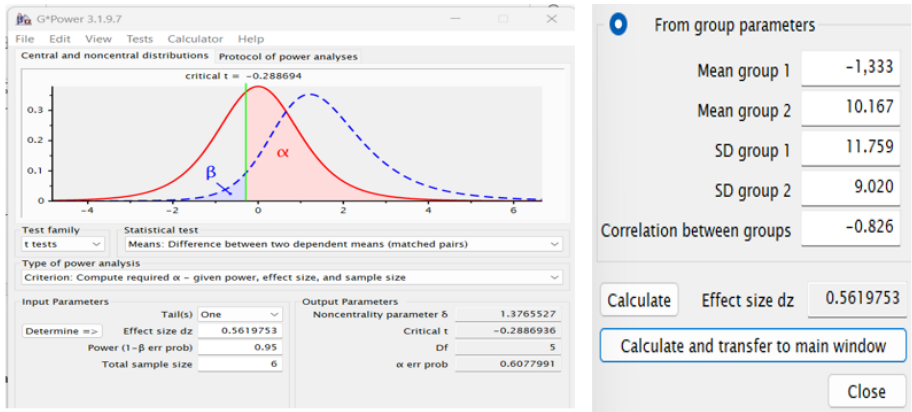 G*Power 3.1.9.7
File Edit View Tests Calculator Help
Central and noncentral distributions Protocol of power analyses
critical t = -0.288694
0.3
0.2
0.1
0
β
α
-4 -2 0 2 4 6
Test family Statistical test
t tests Means: Difference between two dependent means (matched pairs)
Type of power analysis
Criterion: Compute required α - given power, effect size, and sample size
Input Parameters Output Parameters
Tail(s) One Noncentrality parameter δ 1.3765527
Determine => Effect size dz 0.5619753 Critical t -0.2886936
Power (1-β err prob) 0.95 Df 5
Total sample size 6 α err prob 0.6077991
From group parameters
Mean group 1 -1,333
Mean group 2 10.167
SD group 1 11.759
SD group 2 9.020
Correlation between groups -0.826
Calculate Effect size dz 0.5619753
Calculate and transfer to main window
Close